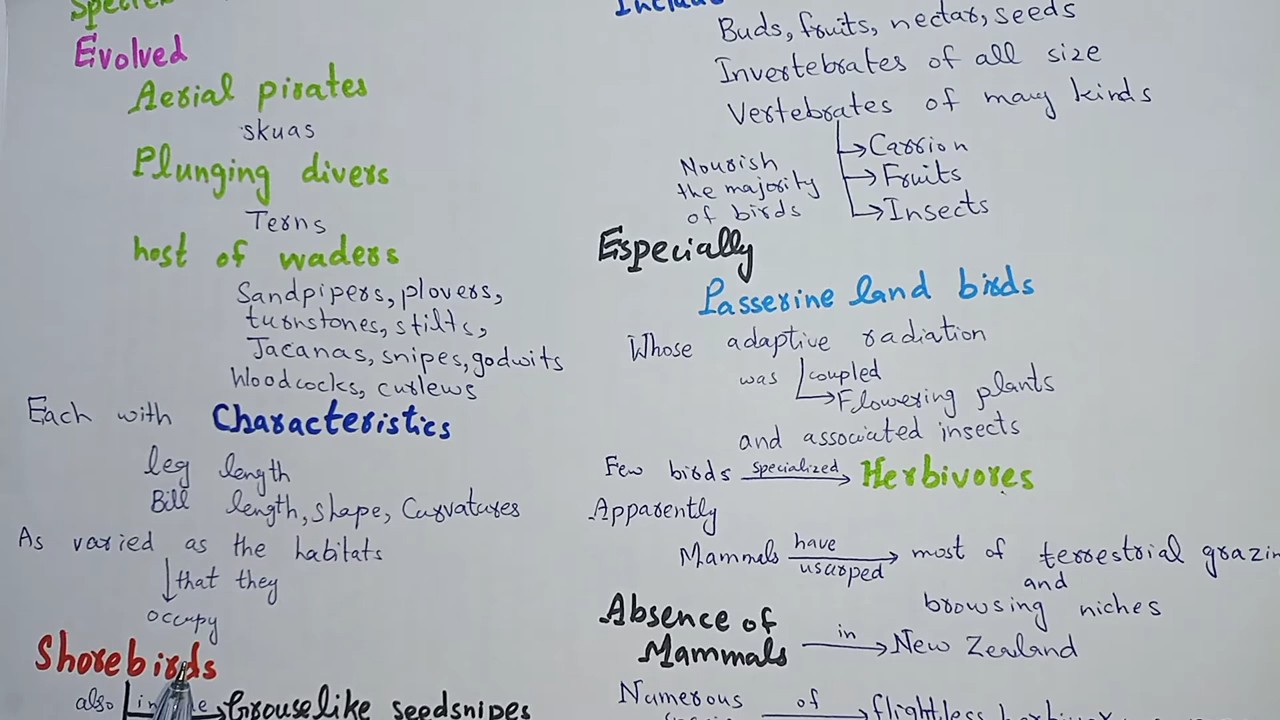 Species
Evolved
Aerial pirates
skuas
Plunging divers
Terns
host of waders
Sandpipers, plovers,
turnstones, stilts,
Jacanas, snipes, godwits
Woodcocks, curlews
Each with Characteristics
leg length
Bill length, shape, Curvatures
As varied as the habitats
that they
occupy
Shorebirds
also
Grouselike seedsnipes
Include
Buds, fruits, nectar, seeds
Invertebrates of all size
Vertebrates of many kinds
Carrion
Fruits
Insects
Nourish
the majority
of birds
Especially
Passerine land birds
Whose adaptive radiation
was coupled
Flowering plants
and associated insects
Few birds specialized Herbivores
Apparently
Mammals have usurped most of terrestrial grazin
and
browsing niches
Absence of
Mammals in New Zealand
Numerous of flightless